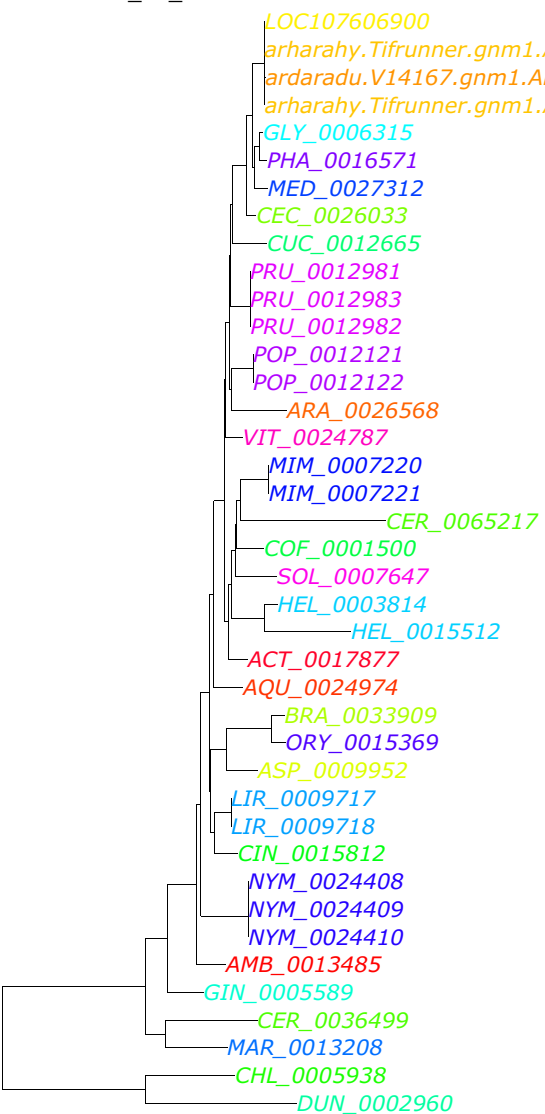 LOC107606900
arharahy.Tifrunner.gnm1.
ardaradu.V14167.gnm1.A
arharahy.Tifrunner.gnm1.
GLY_0006315
PHA_0016571
MED_0027312
CEC_0026033
CUC_0012665
PRU_0012981
PRU_0012983
PRU_0012982
POP_0012121
POP_0012122
ARA_0026568
VIT_0024787
MIM_0007220
MIM_0007221
CER_0065217
COF_0001500
SOL_0007647
HEL_0003814
HEL_0015512
ACT_0017877
AQU_0024974
BRA_0033909
ORY_0015369
ASP_0009952
LIR_0009717
LIR_0009718
CIN_0015812
NYM_0024408
NYM_0024409
NYM_0024410
AMB_0013485
GIN_0005589
CER_0036499
MAR_0013208
CHL_0005938
DUN_0002960